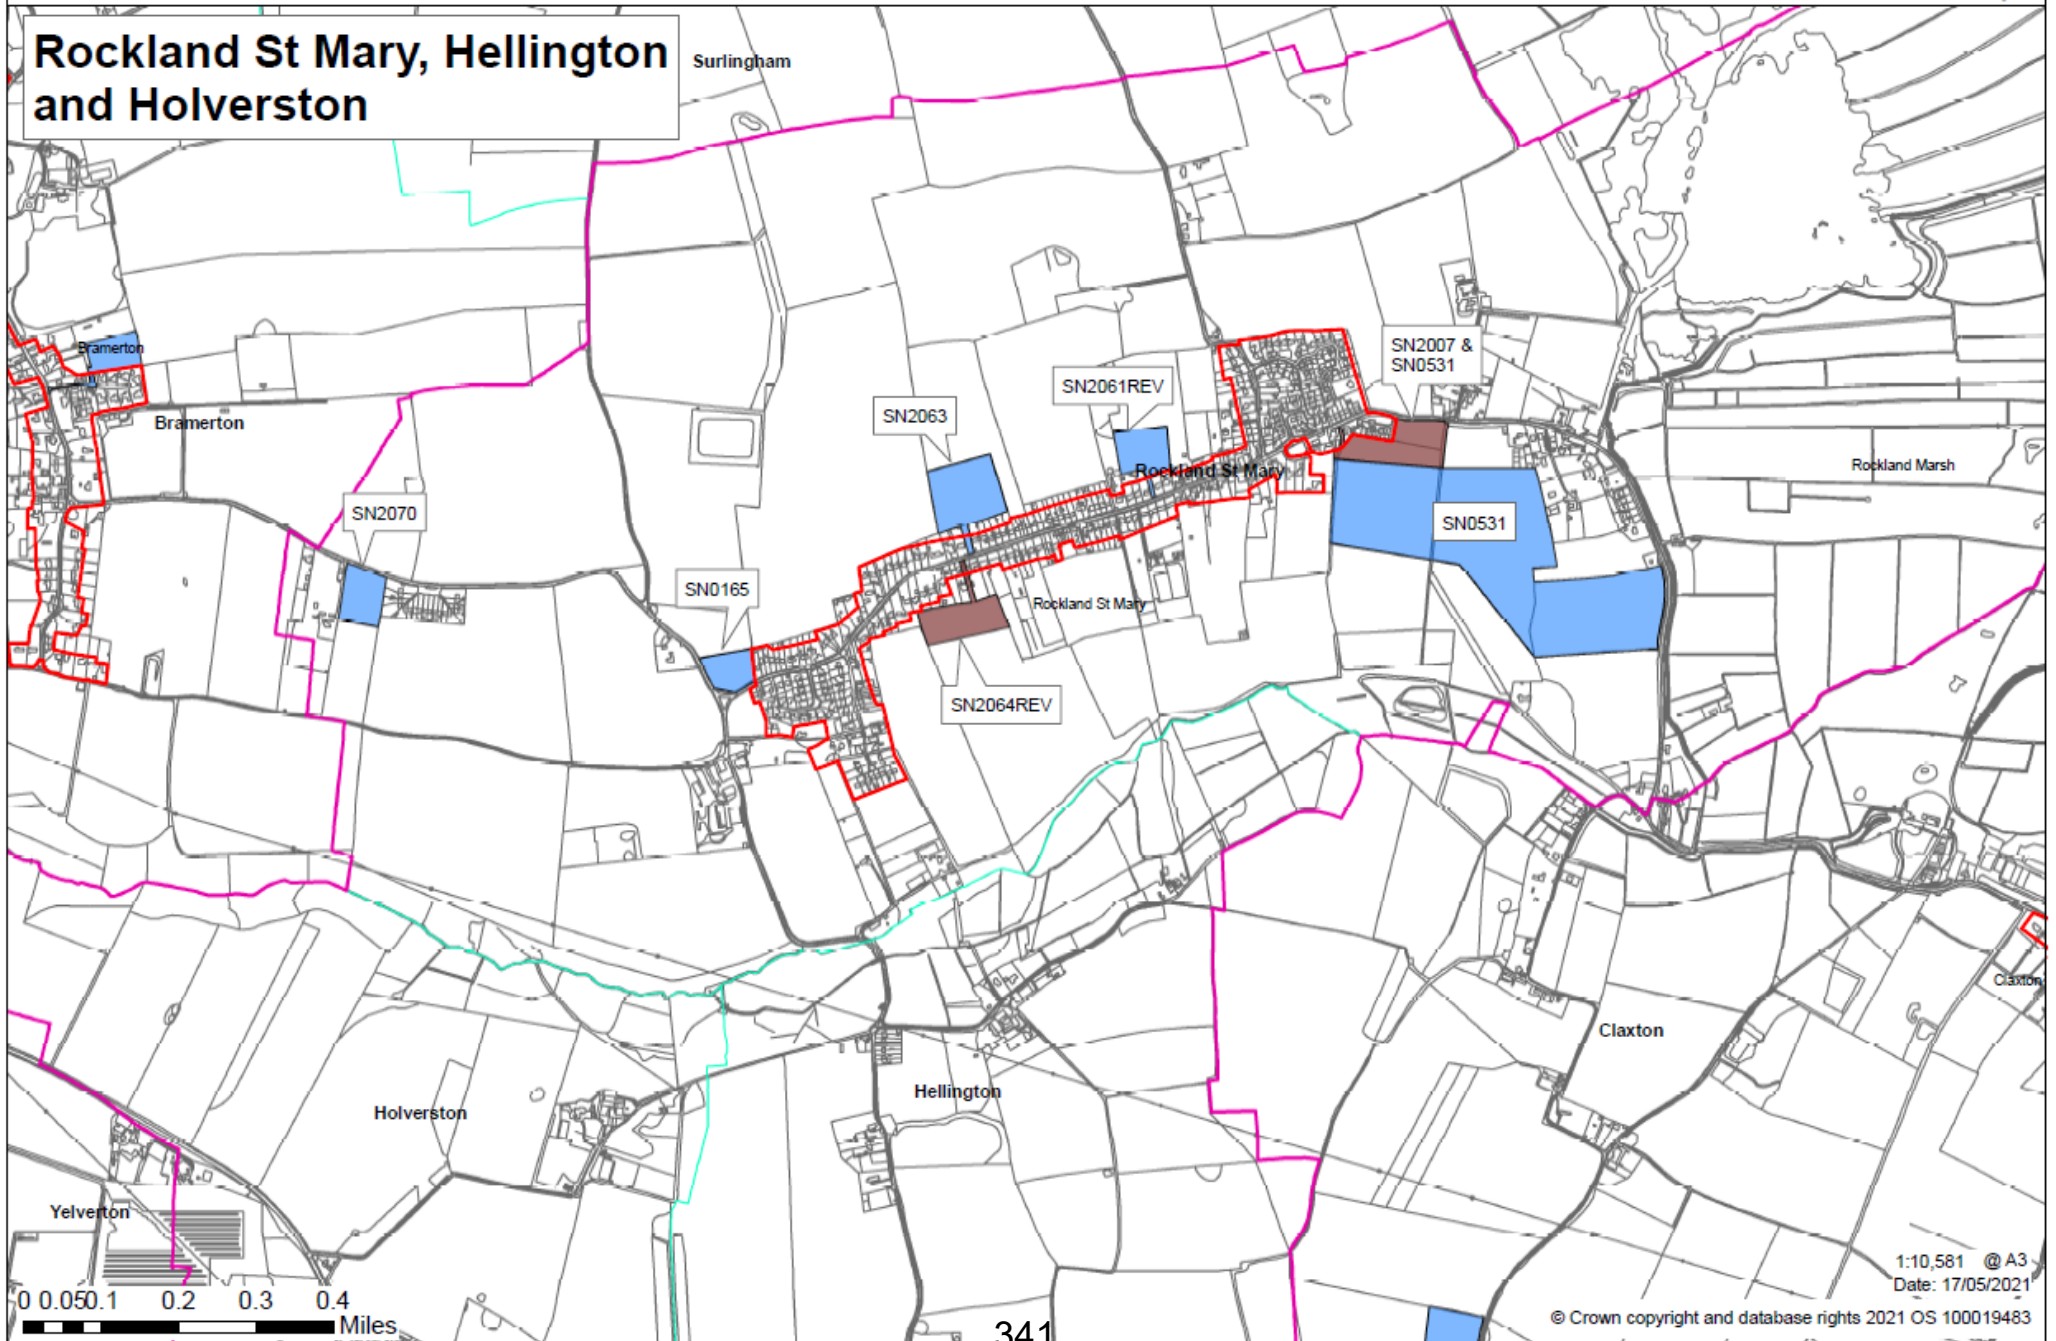 Rockland St Mary, Hellington
and Holverston
Surlingham
Bramerton
Bramerton
SN2070
SN0165
SN2063
SN2061REV
SN2007 &
SN0531
Rockland St Mary
Rockland Marsh
SN0531
Rockland St Mary
SN2064REV
Claxton
Claxton
Hellington
Holverston
Yelverton
0 0.050.1 0.2 0.3 0.4
Miles
341
1:10,581 @ A3
Date: 17/05/2021
© Crown copyright and database rights 2021 OS 100019483